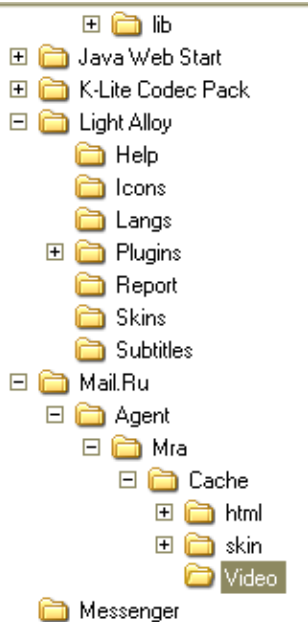 lib
Java Web Start
K-Lite Codec Pack
Light Alloy
Help
Icons
Langs
Plugins
Report
Skins
Subtitles
Mail.Ru
Agent
Mra
Cache
html
skin
Video
Messenger